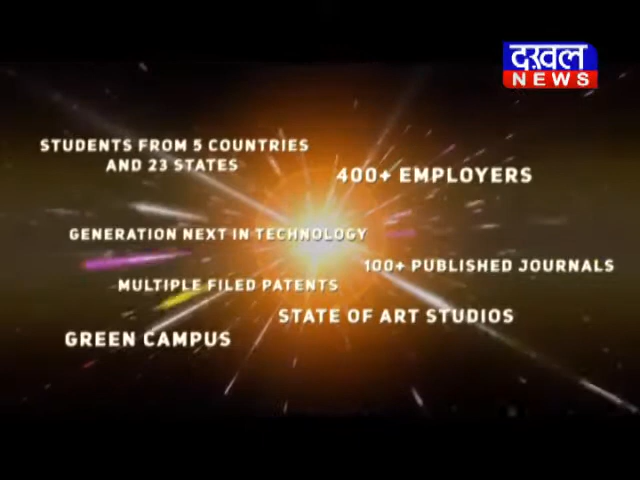 दख़ल
NEWS
STUDENTS FROM 5 COUNTRIES
AND 23 STATES
400+ EMPLOYERS
GENERATION NEXT IN TECHNOLOGY
100+ PUBLISHED JOURNALS
MULTIPLE FILED PATENTS
STATE OF ART STUDIOS
GREEN CAMPUS